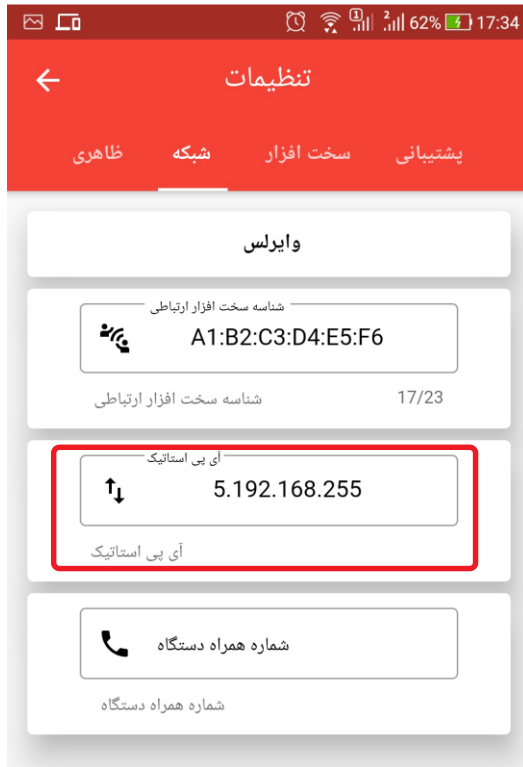 62% 17:34
تنظیمات
ظاهری شبکه سخت افزار پشتیبانی
وایرلس
شناسه سخت افزار ارتباطی
A1:B2:C3:D4:E5:F6
شناسه سخت افزار ارتباطی 17/23
آی پی استاتیک
5.192.168.255
آی پی استاتیک
شماره همراه دستگاه
شماره همراه دستگاه